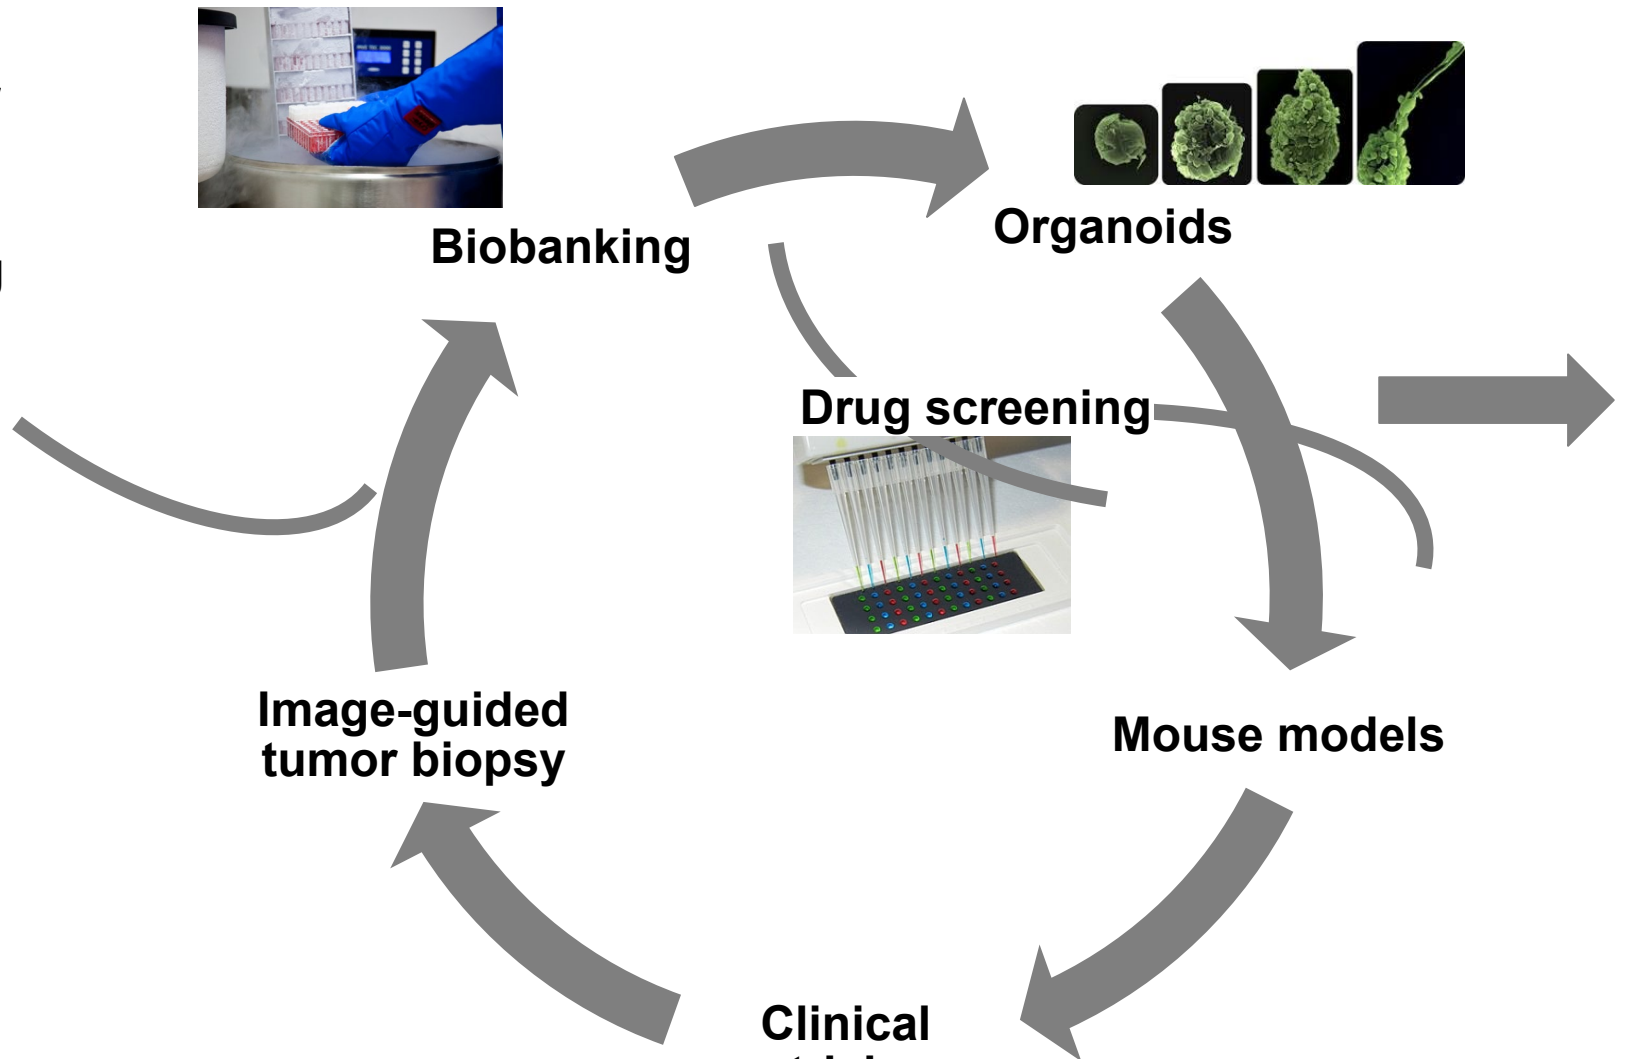 Biobanking
Organoids
Drug screening
Image-guided
tumor biopsy
Mouse models
Clinical